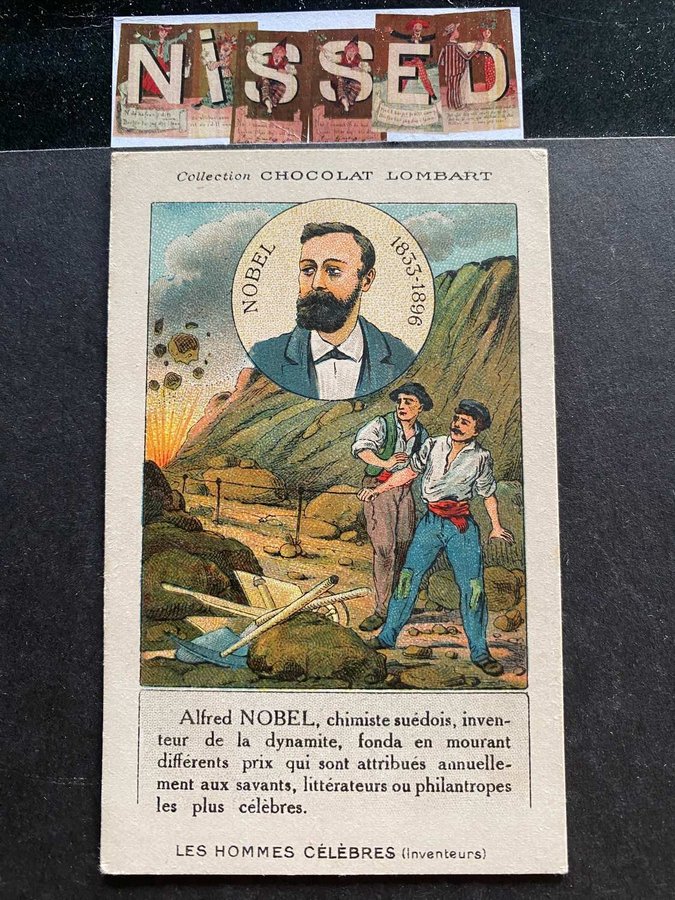 NiSSED
Collection CHOCOLAT LOMBART
NOBEL
1833-1896
Alfred NOBEL, chimiste suédois, inven-
teur de la dynamite, fonda en mourant
différents prix qui sont attribués annuelle-
ment aux savants, littérateurs ou philantropes
les plus célèbres.
LES HOMMES CÉLÈBRES (Inventeurs)